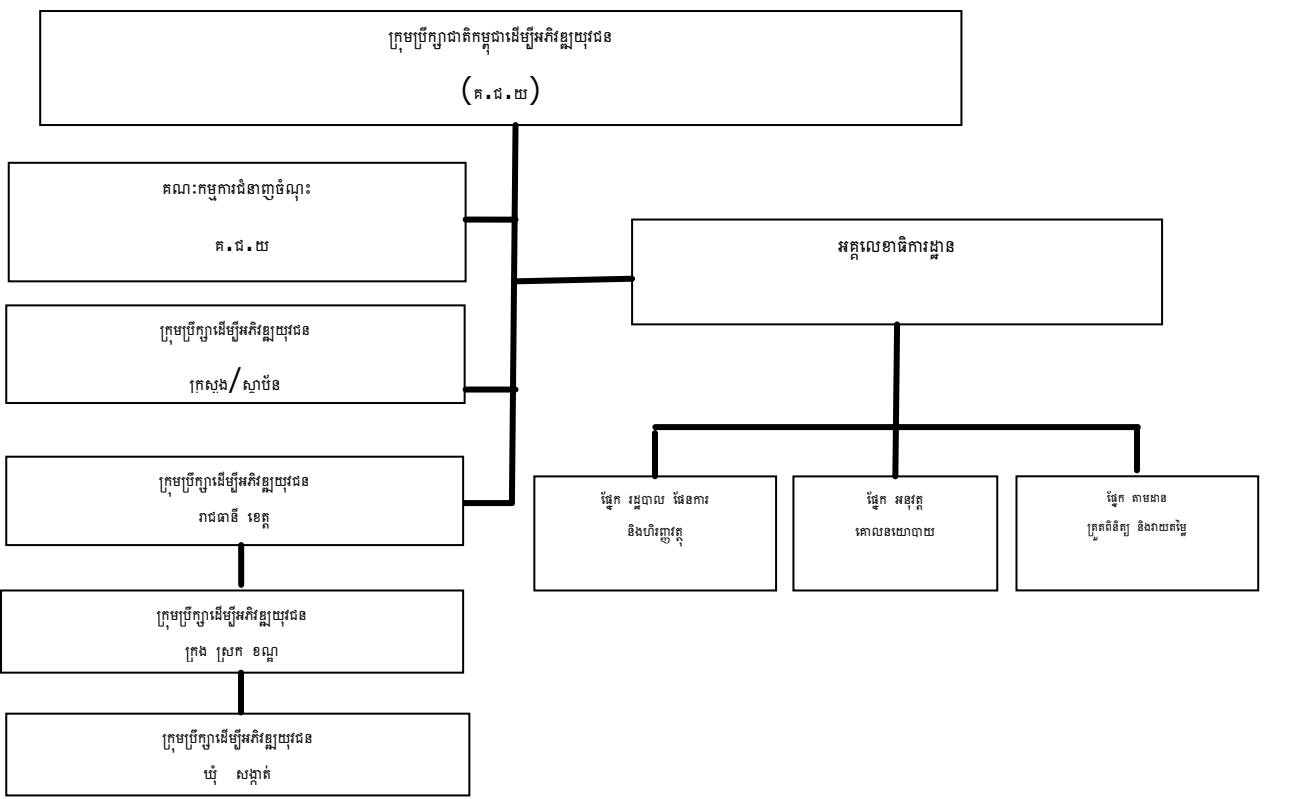 ក្រុមប្រឹក្សាជាតិកម្ពុជាដើម្បីអភិវឌ្ឍយុវជន
(គ.ជ.យ)
គណៈកម្មការជំនាញចំណុះ
គ.ជ.យ
អគ្គលេខាធិការដ្ឋាន
ក្រុមប្រឹក្សាដើម្បីអភិវឌ្ឍយុវជន
ក្រសួង/ស្ថាប័ន
ក្រុមប្រឹក្សាដើម្បីអភិវឌ្ឍយុវជន
រាជធានី ខេត្ត
ផ្នែក រដ្ឋបាល ផែនការ
និងហិរញ្ញវត្ថុ
ផ្នែក អនុវត្ត
គោលនយោបាយ
ផ្នែក តាមដាន
ត្រួតពិនិត្យ និងវាយតម្លៃ
ក្រុមប្រឹក្សាដើម្បីអភិវឌ្ឍយុវជន
ក្រុង ស្រុក ខណ្ឌ
ក្រុមប្រឹក្សាដើម្បីអភិវឌ្ឍយុវជន
ឃុំ សង្កាត់